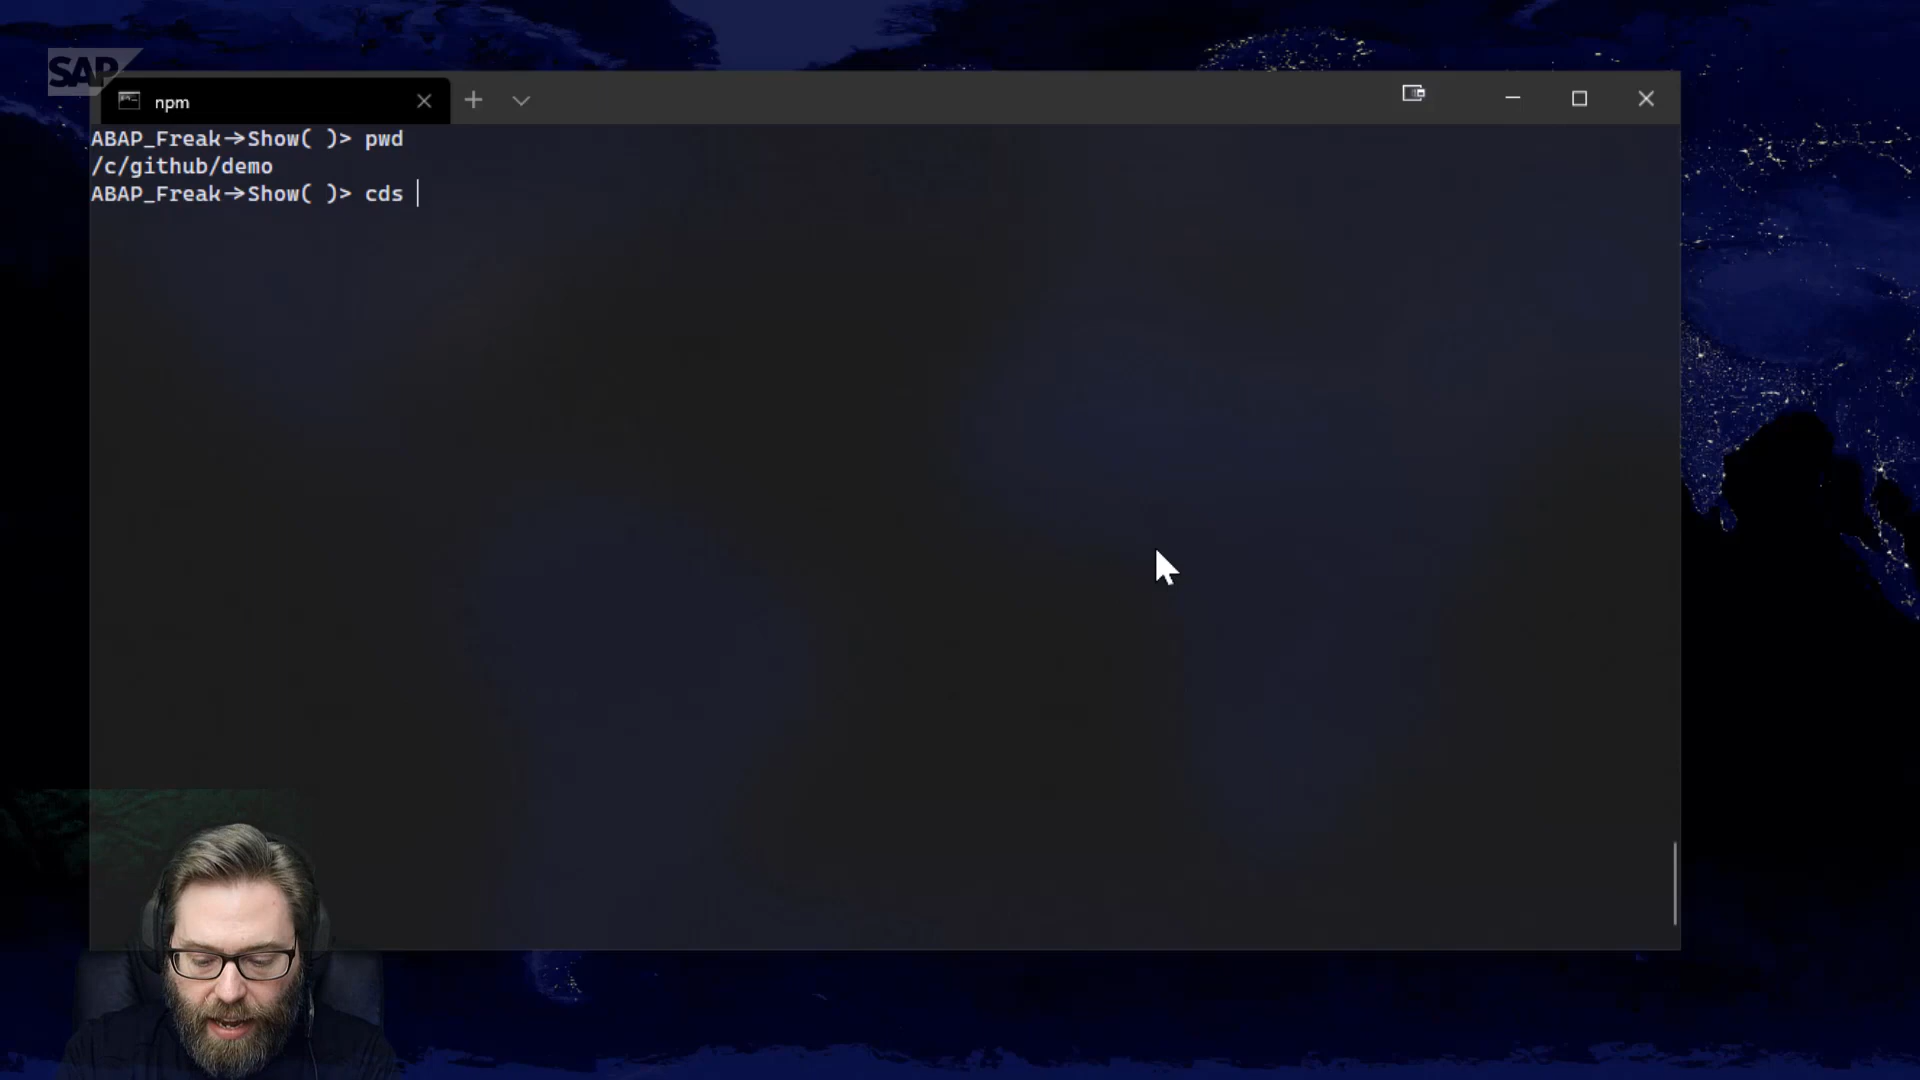 SAP
npm
ABAP_Freak->Show( )> pwd
/c/github/demo
ABAP_Freak->Show( )> cds